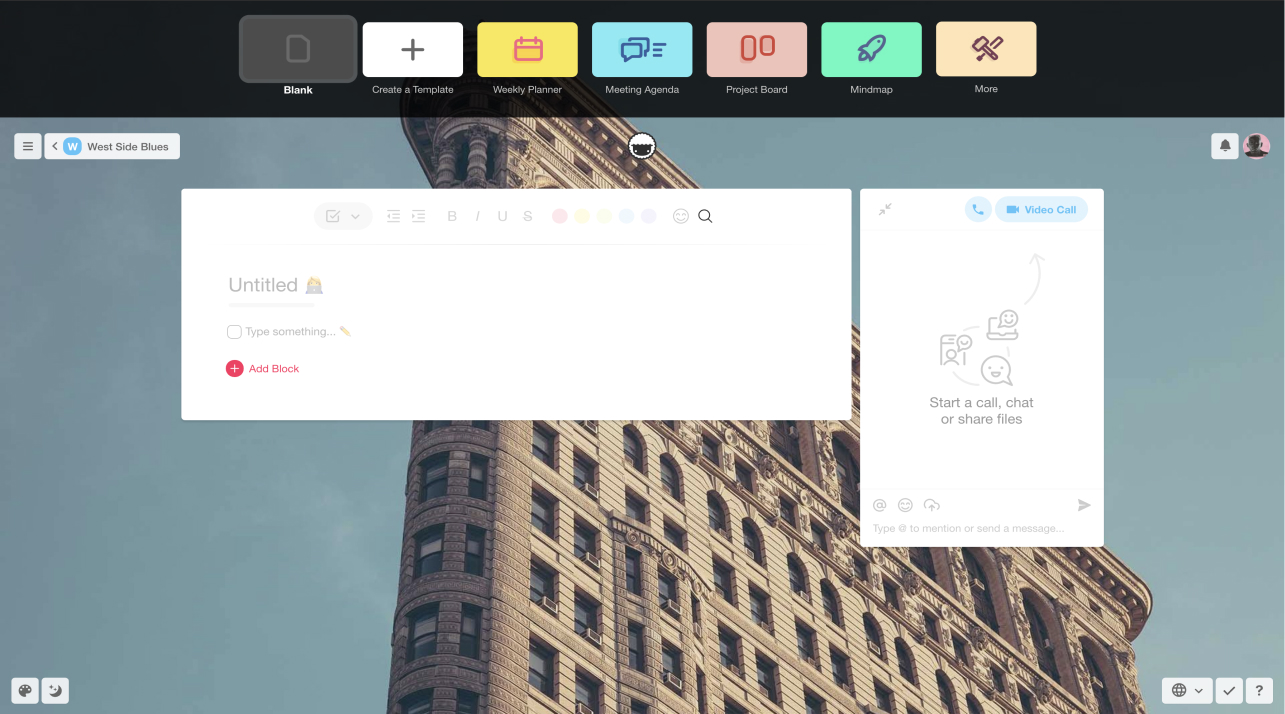 Blank
Create a Template
Weekly Planner
Meeting Agenda
Project Board
Mindmap
More
W West Side Blues
B I U S
Video Call
Untitled
Type something...
Add Block
Start a call, chat
or share files
Type @ to mention or send a message...
?